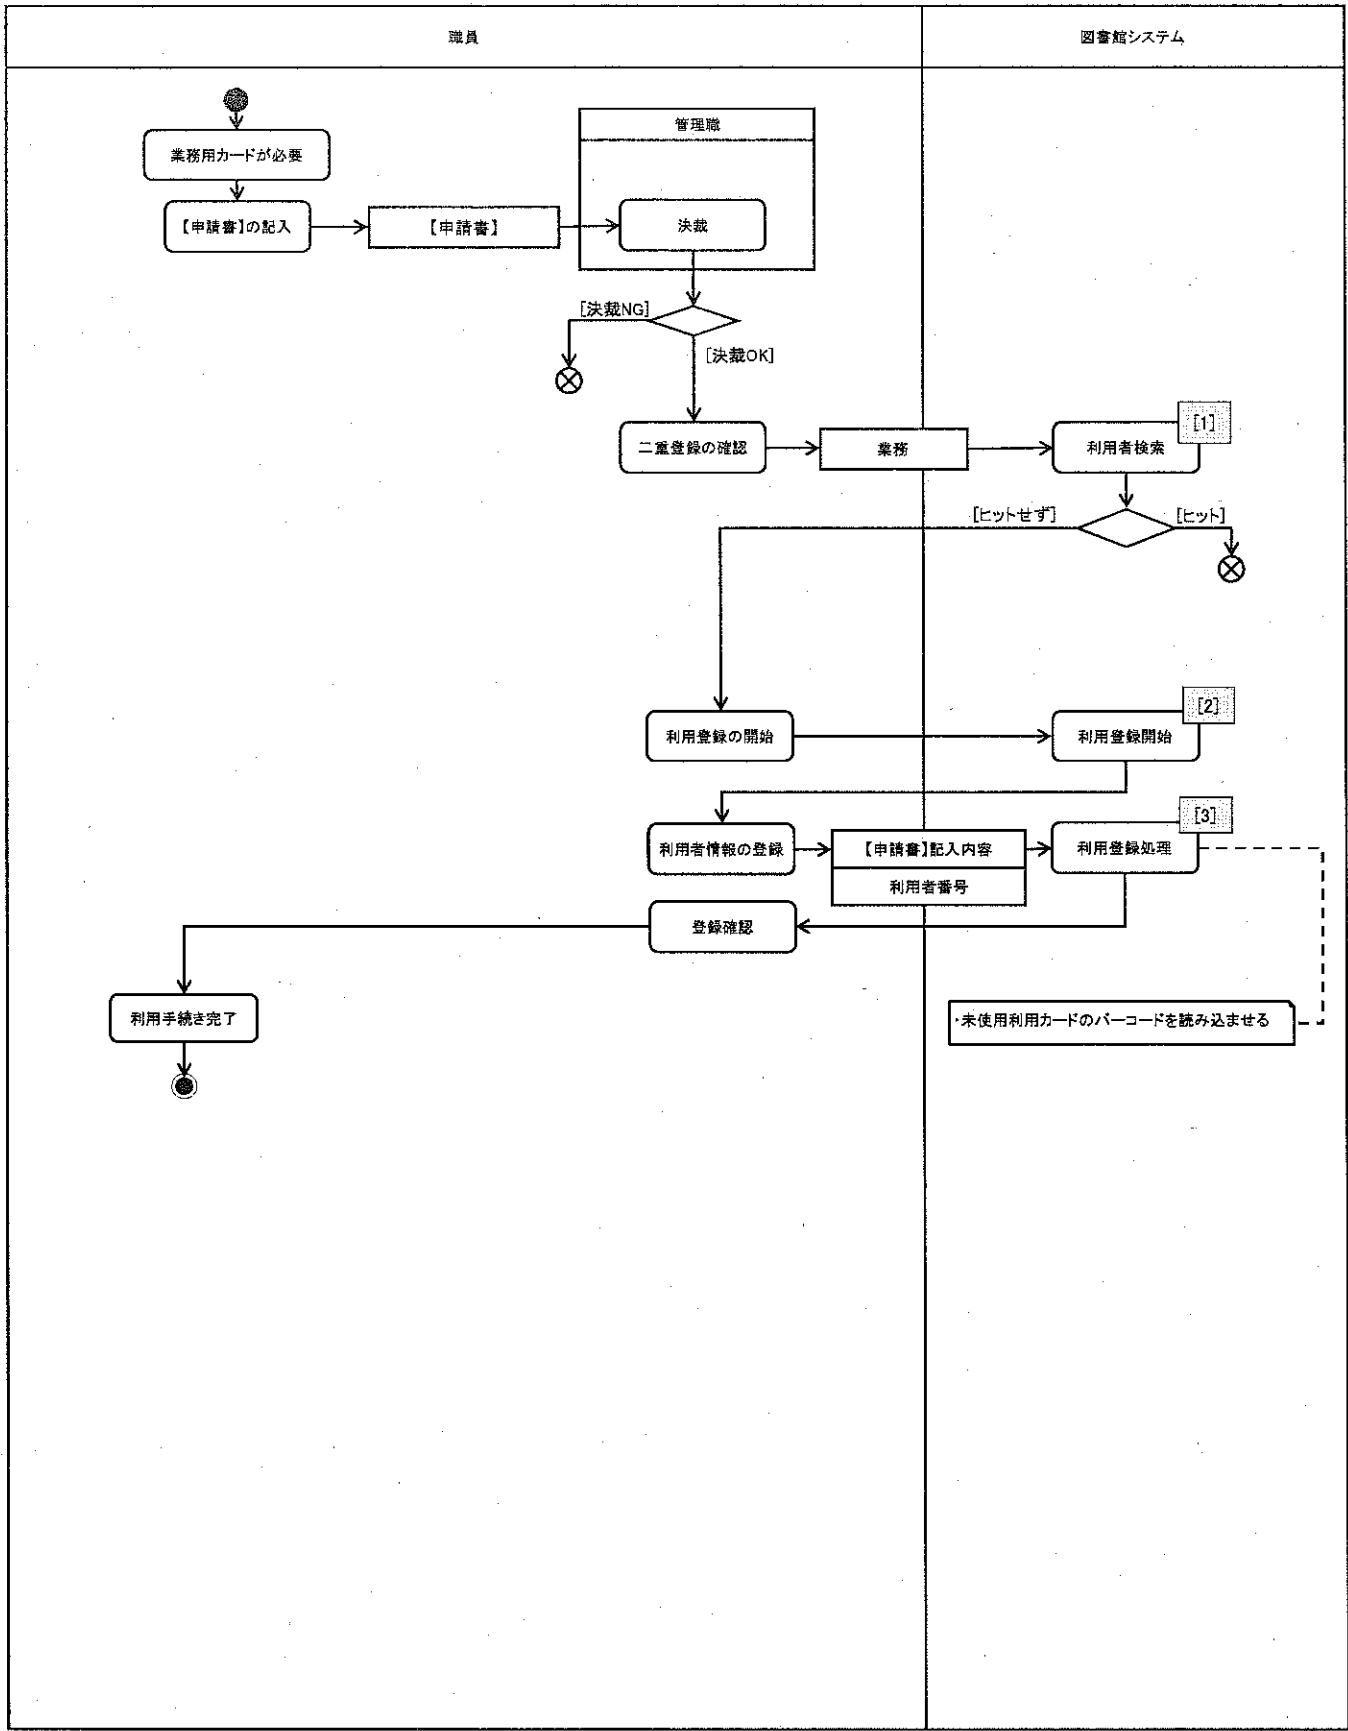 職員
図書館システム
管理職
業務用カードが必要
【申請書】の記入
【申請書】
決裁
[決裁NG]
[決裁OK]
[1]
二重登録の確認
業務
利用者検索
[ヒットせず]
[ヒット]
[2]
利用登録の開始
利用登録開始
[3]
利用者情報の登録
【申請書】記入内容
利用登録処理
利用者番号
登録確認
利用手続き完了
・未使用利用カードのバーコードを読み込ませる